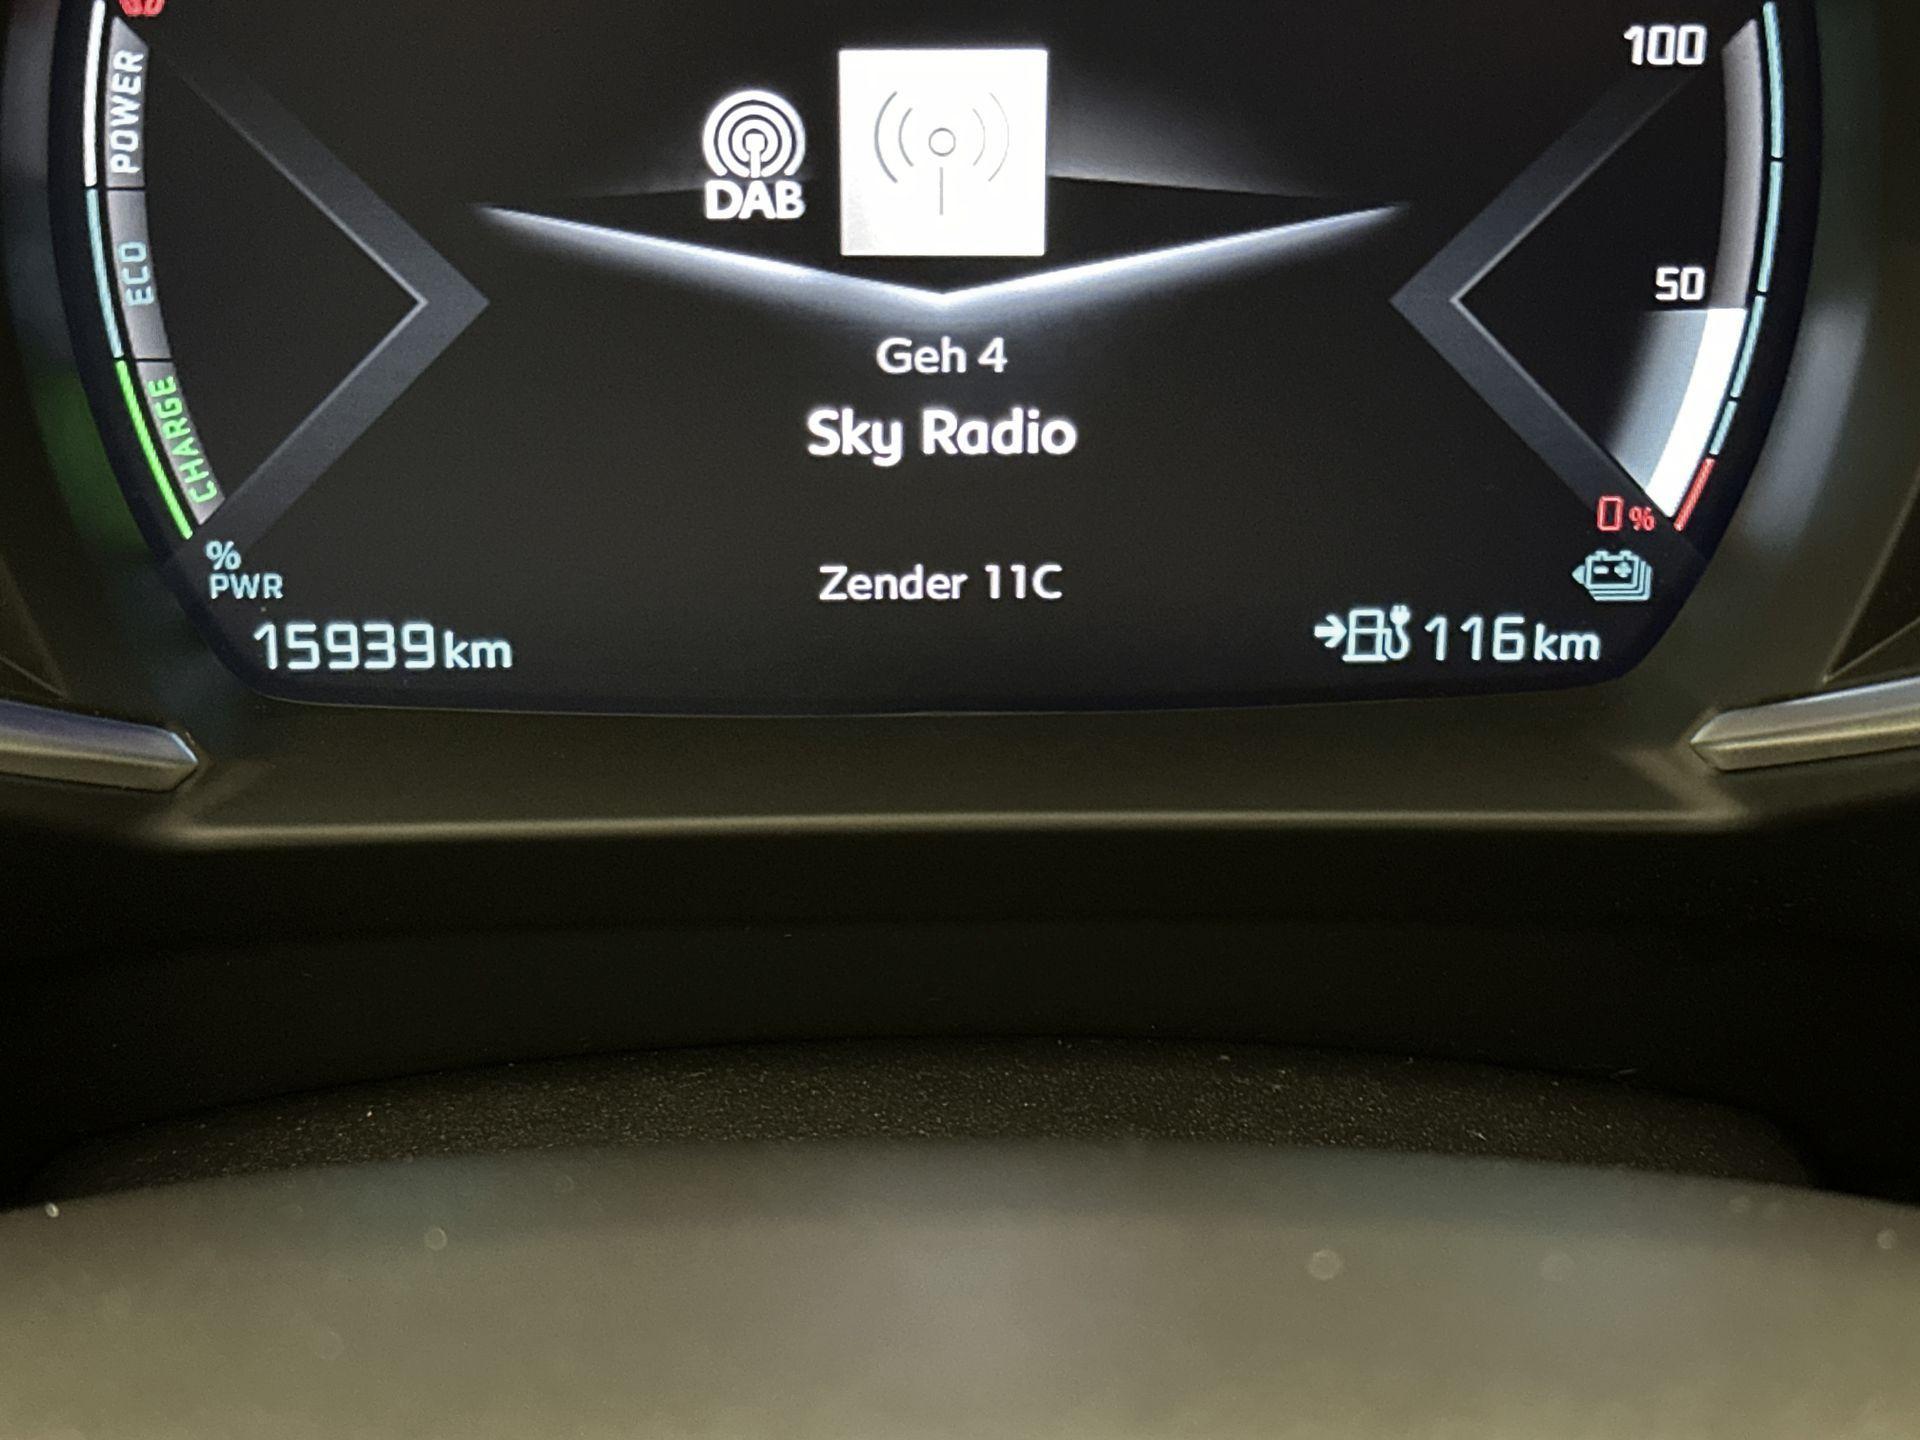 POWER
ECO
CHARGE
%
PWR
15939 km
DAB
Geh 4
Sky Radio
Zender 11C
100
50
0 %
116 km